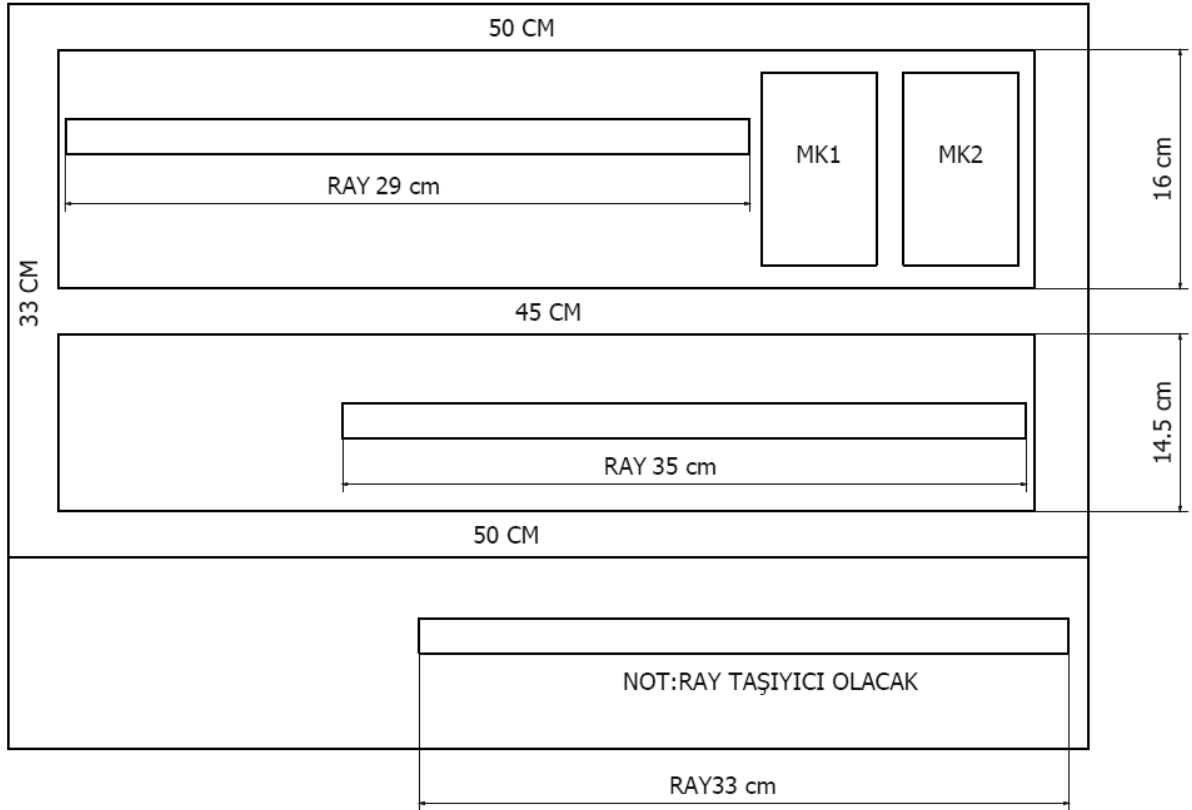 50 CM
MK1
MK2
RAY 29 cm
16 cm
33 CM
45 CM
RAY 35 cm
14.5 cm
50 CM
NOT:RAY TAŞIYICI OLACAK
RAY33 cm